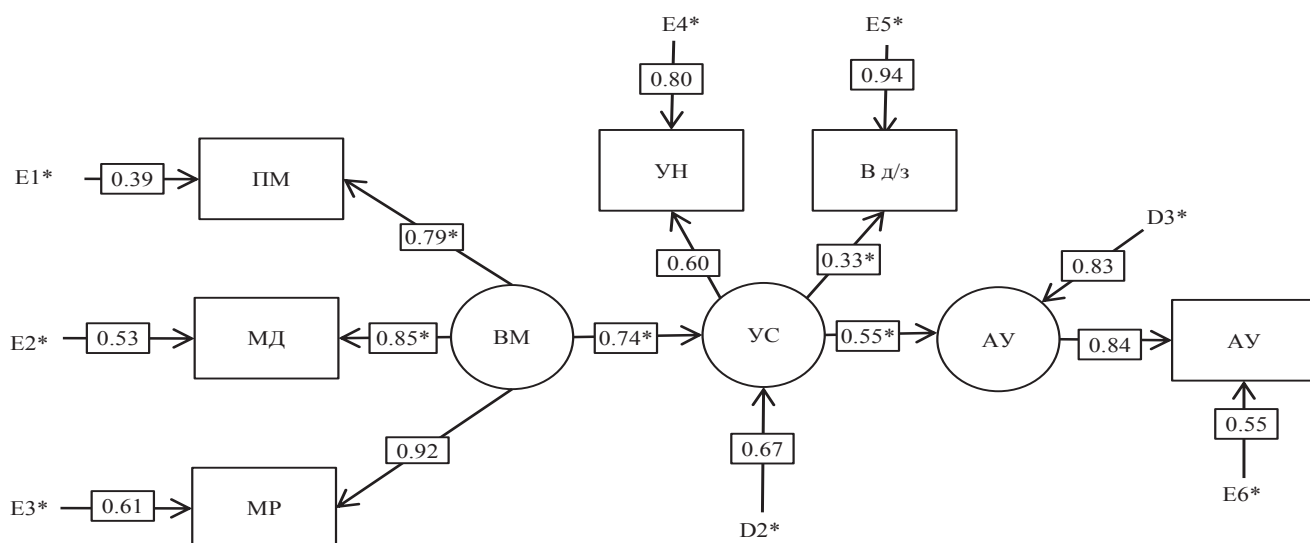 E4*
E5*
0.80
0.94
E1*
0.39
ПМ
УН
В д/з
D3*
0.79*
0.60
0.33*
0.83
E2*
0.53
МД
0.85*
ВМ
0.74*
УС
0.55*
АУ
0.84
АУ
E3*
0.61
МР
0.92
0.67
0.55
D2*
E6*